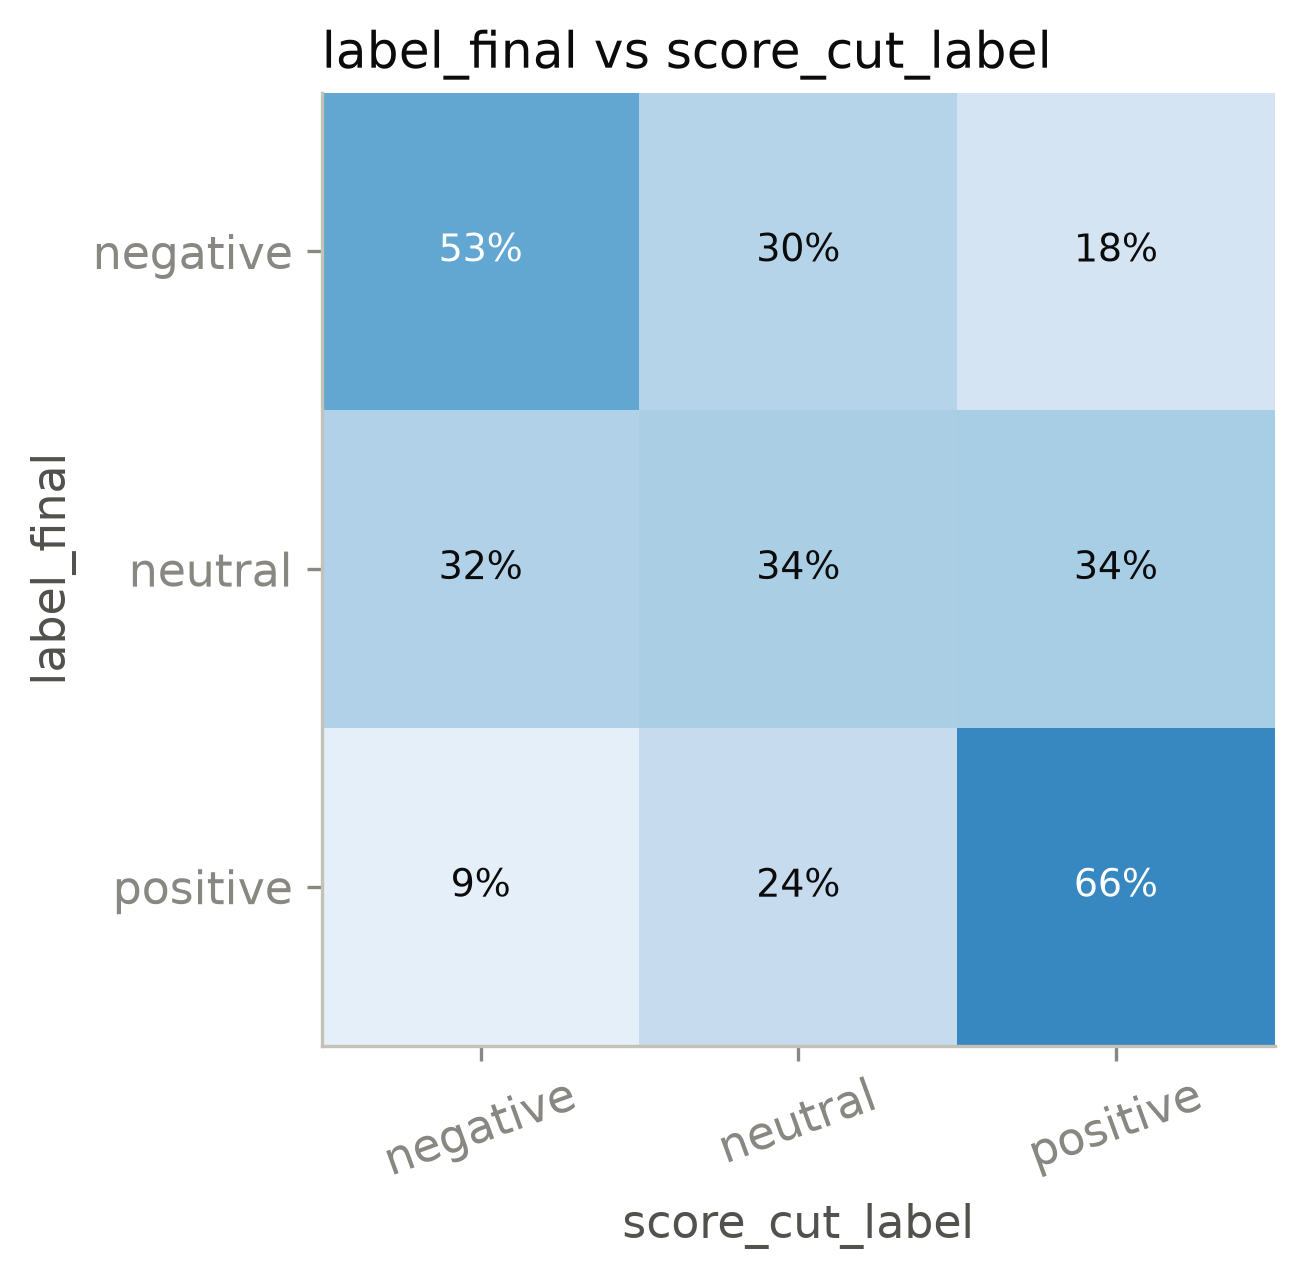 label_final vs score_cut_label
negative
53%
30%
18%
label_final
neutral
32%
34%
34%
positive
9%
24%
66%
negative
neutral
positive
score_cut_label